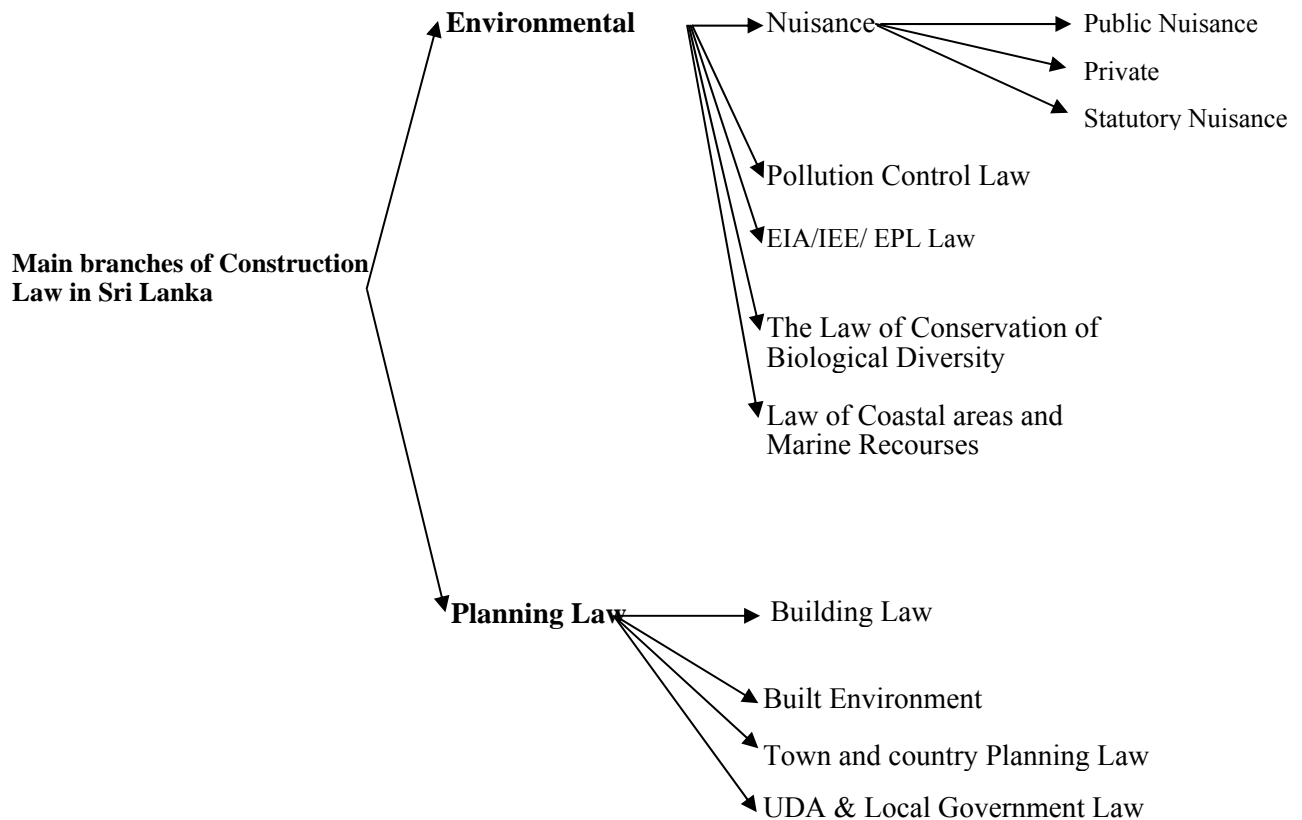 Main branches of Construction
Law in Sri Lanka
Environmental
Nuisance
Public Nuisance
Private
Statutory Nuisance
Pollution Control Law
EIA/IEE/ EPL Law
The Law of Conservation of
Biological Diversity
Law of Coastal areas and
Marine Recourses
Planning Law
Building Law
Built Environment
Town and country Planning Law
UDA & Local Government Law